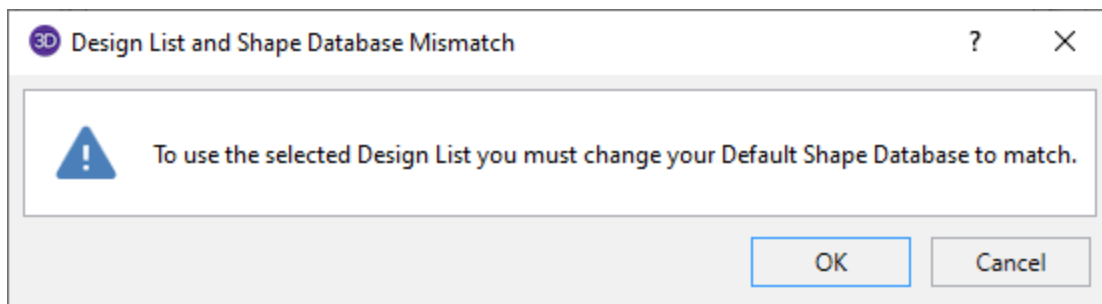 3D Design List and Shape Database Mismatch ?
To use the selected Design List you must change your Default Shape Database to match.
OK Cancel